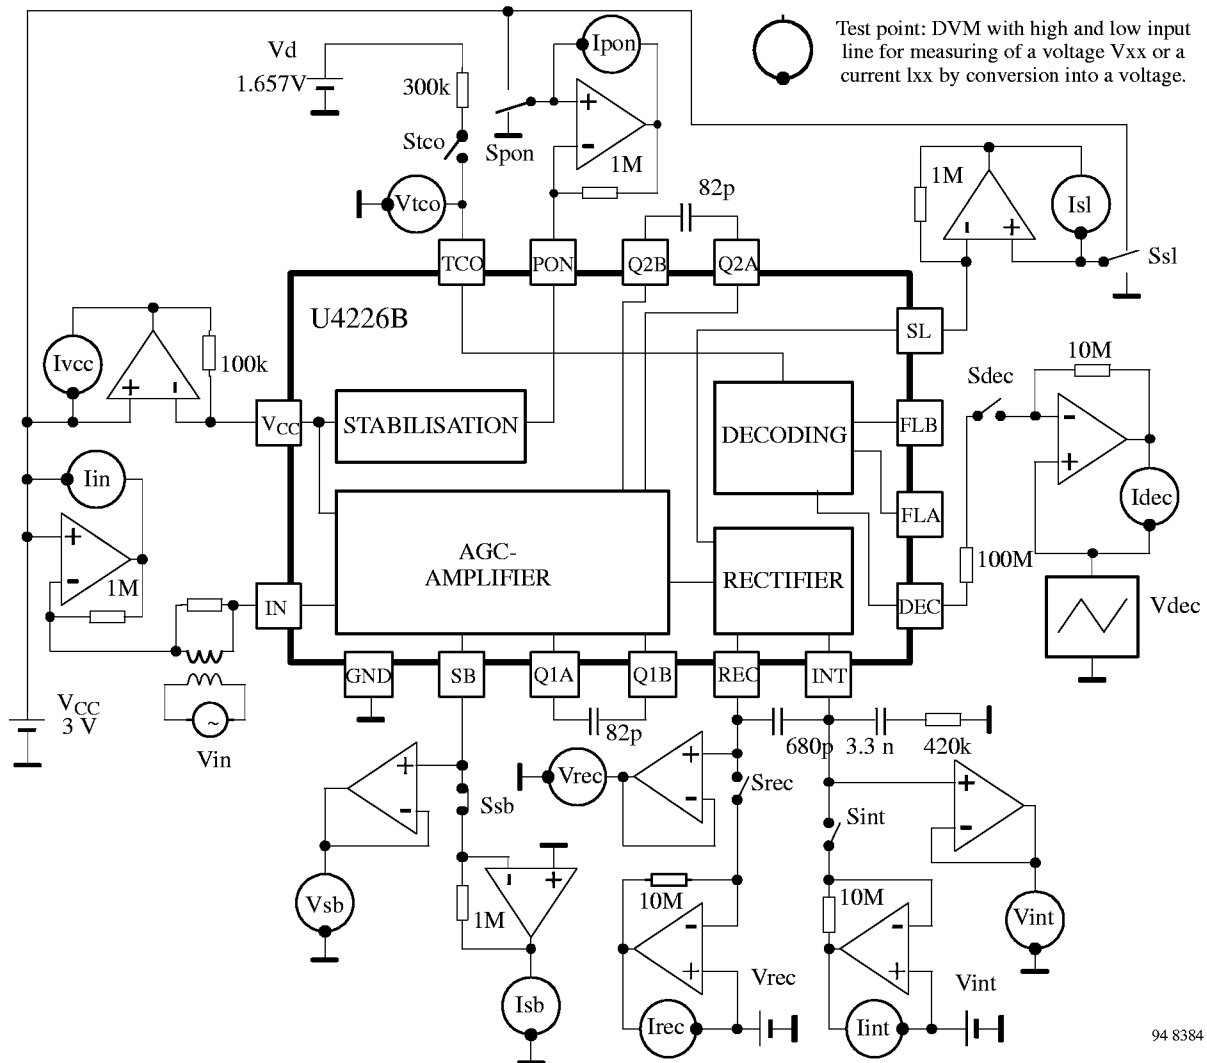 Test point: DVM with high and low input
line for measuring of a voltage Vxx or a
current Ixx by conversion into a voltage.
Vd
1.657V
300k
Stco
Vtco
Spon
Ipon
+
-
1M
82p
1M
-
+
Isl
Ssl
TCO
PON
Q2B
Q2A
U4226B
SL
Ivcc
+
-
100k
VCC
STABILISATION
DECODING
FLB
FLA
Sdec
10M
-
+
Idec
100M
Vdec
Iin
+
-
1M
AGC-
AMPLIFIER
RECTIFIER
IN
DEC
GND
SB
Q1A
Q1B
REC
INT
VCC
3 V
~
Vin
82p
680p
3.3 n
420k
+
-
Ssb
Vsb
-
+
1M
Isb
Vrec
+
-
Srec
10M
-
+
Irec
Vrec
Sint
+
-
10M
-
+
Iint
Vint
Vint
94 8384